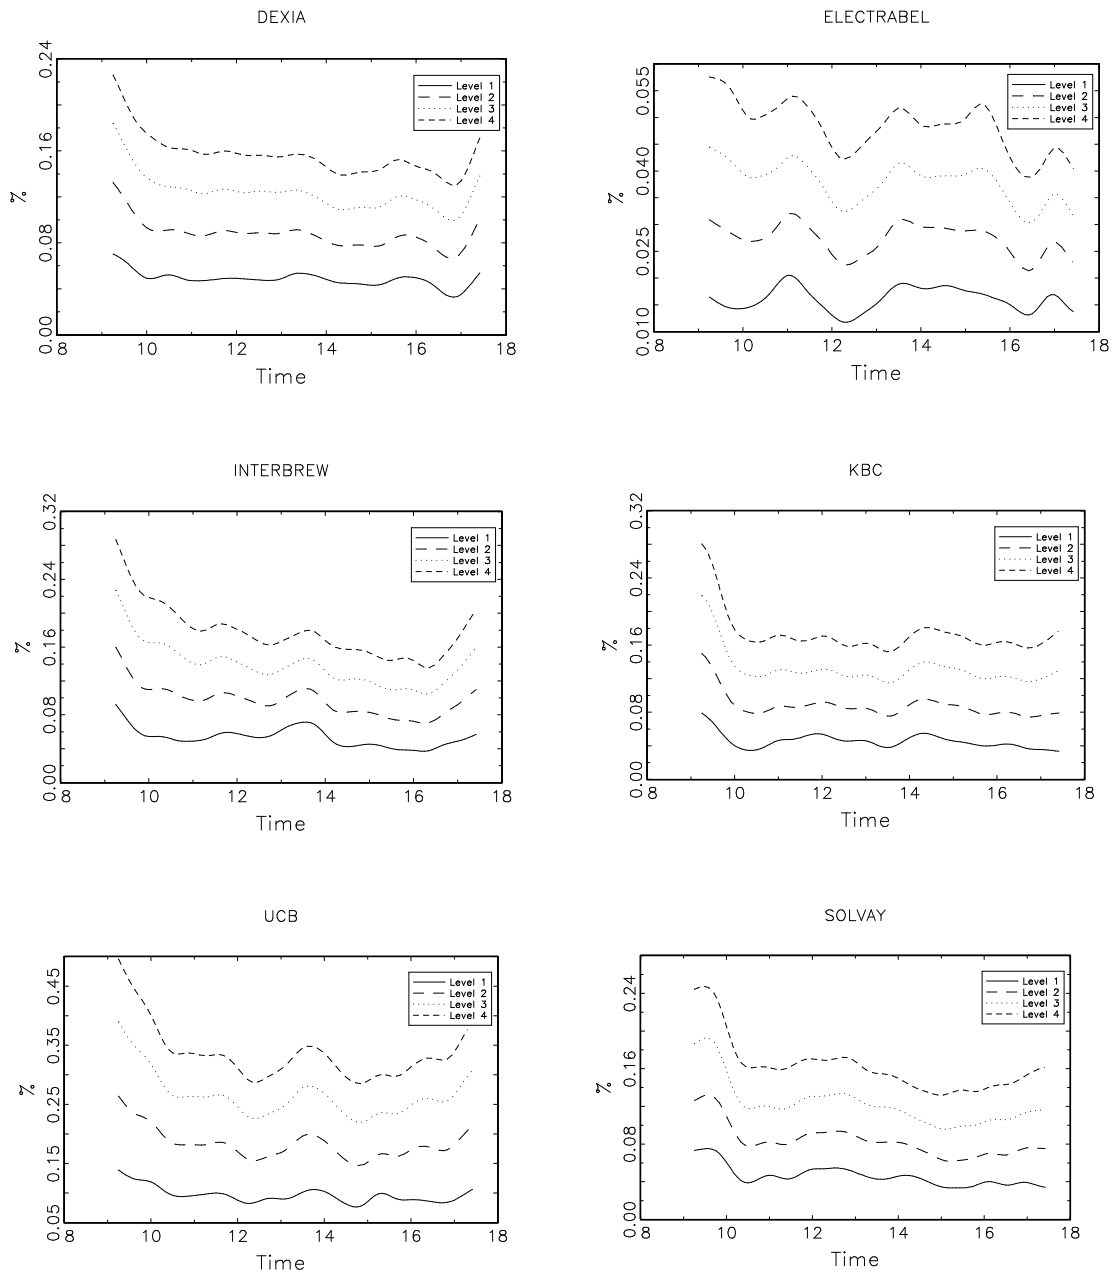 DEXIA
0.24
0.16
0.08
0.00
%
Level 1
Level 2
Level 3
Level 4
8 10 12 14 16 18
Time
ELECTRABEL
0.055
0.040
0.025
0.010
%
Level 1
Level 2
Level 3
Level 4
8 10 12 14 16 18
Time
INTERBREW
0.32
0.24
0.16
0.08
0.00
%
Level 1
Level 2
Level 3
Level 4
8 10 12 14 16 18
Time
KBC
0.32
0.24
0.16
0.08
0.00
%
Level 1
Level 2
Level 3
Level 4
8 10 12 14 16 18
Time
UCB
0.45
0.35
0.25
0.15
0.05
%
Level 1
Level 2
Level 3
Level 4
8 10 12 14 16 18
Time
SOLVAY
0.24
0.16
0.08
0.00
%
Level 1
Level 2
Level 3
Level 4
8 10 12 14 16 18
Time